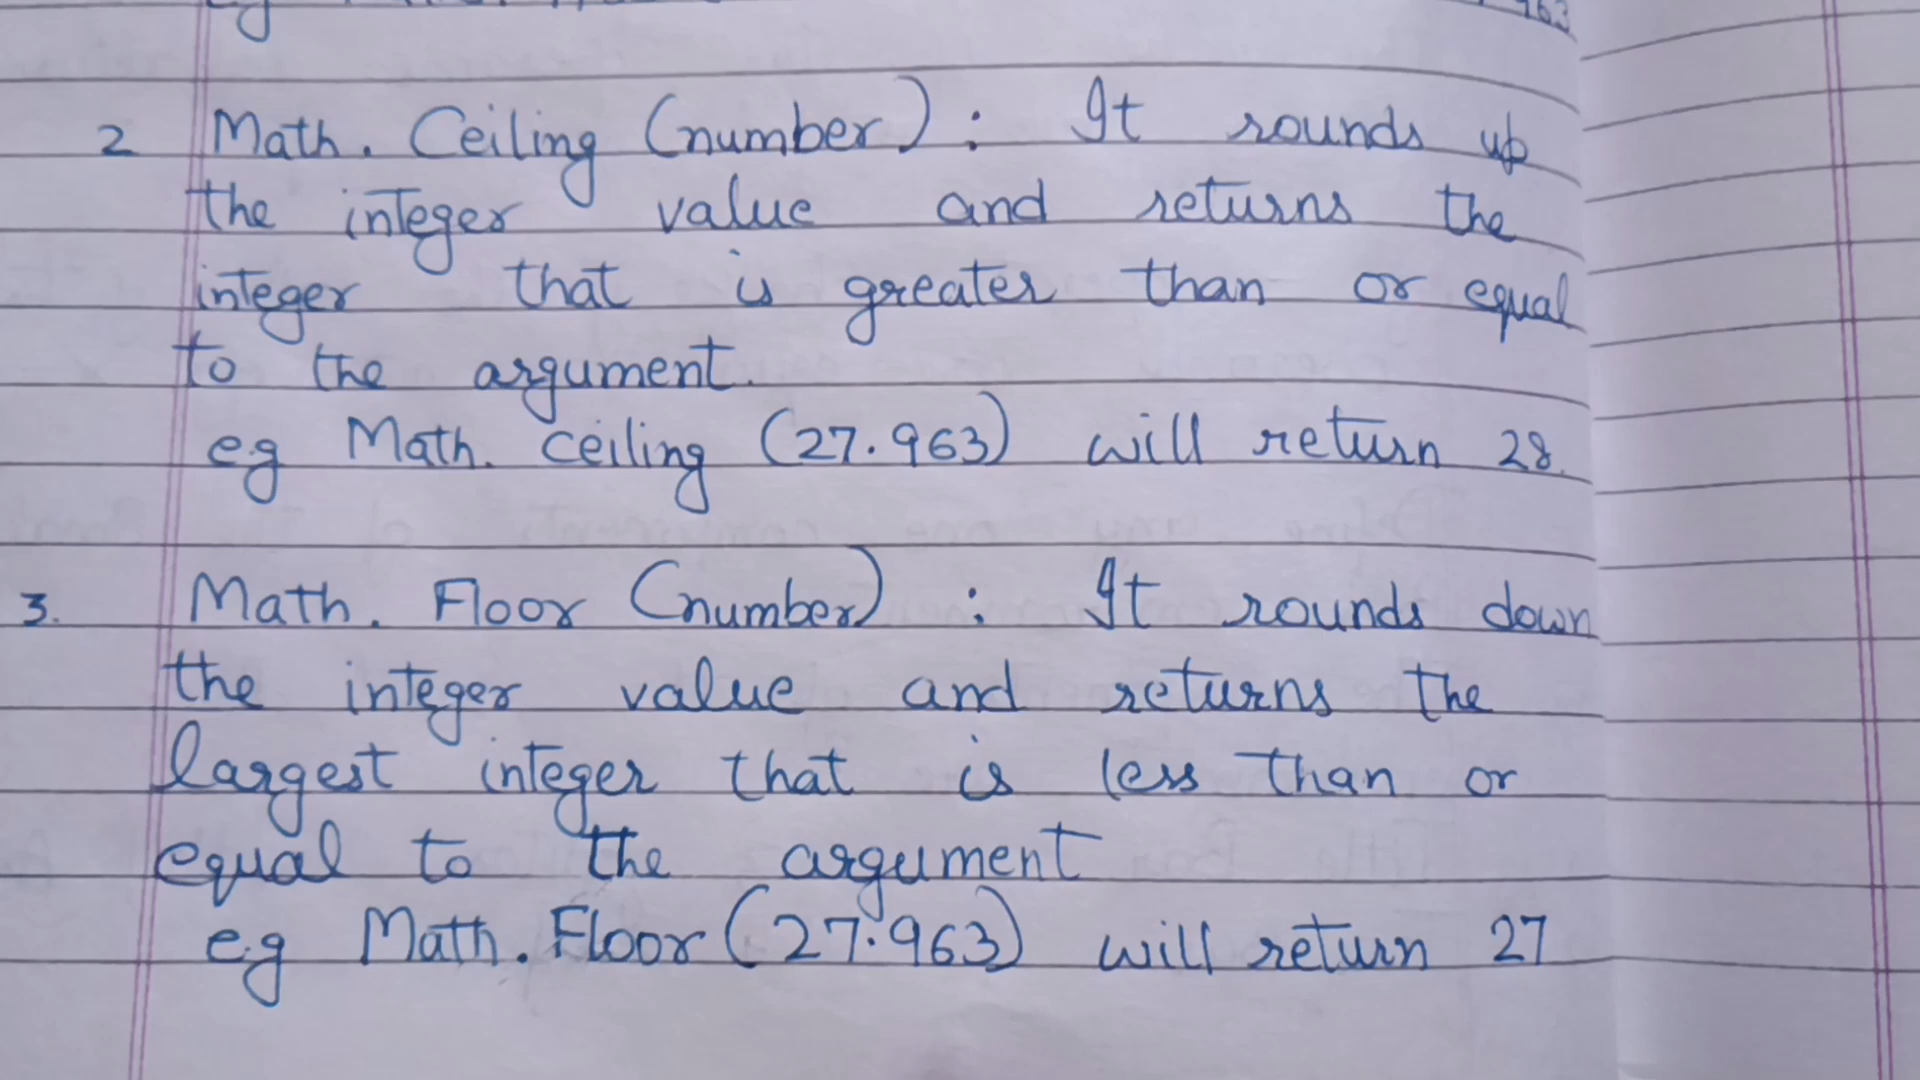 2 Math. Ceiling (number) : It rounds up
the integer value and returns the
integer that is greater than or equal
to the argument.
eg Math. ceiling (27.963) will return 28.
3. Math. Floor (number) : It rounds down
the integer value and returns the
largest integer that is less than or
equal to the argument
e.g Math. Floor (27.963) will return 27